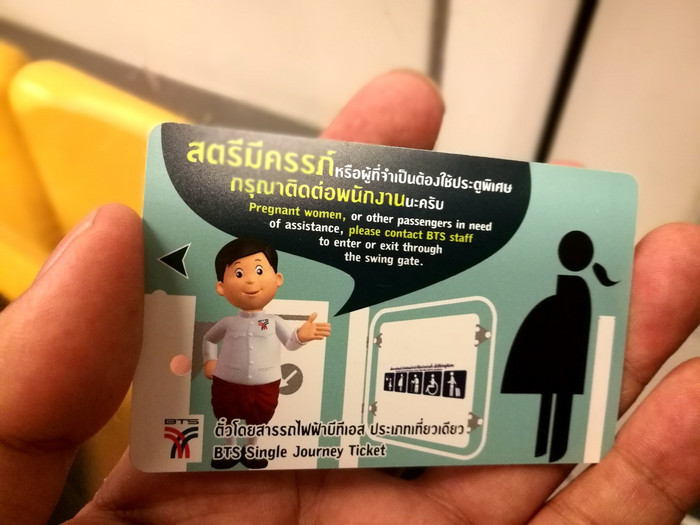 สตรีมีครรภ์หรือผู้ที่จำเป็นต้องใช้ประตูพิเศษ
กรุณาติดต่อพนักงานนะครับ
Pregnant women, or other passengers in need
of assistance, please contact BTS staff
to enter or exit through
the swing gate.
BTS
ตั๋วโดยสารรถไฟฟ้าบีทีเอส ประเภทเที่ยวเดียว
BTS Single Journey Ticket